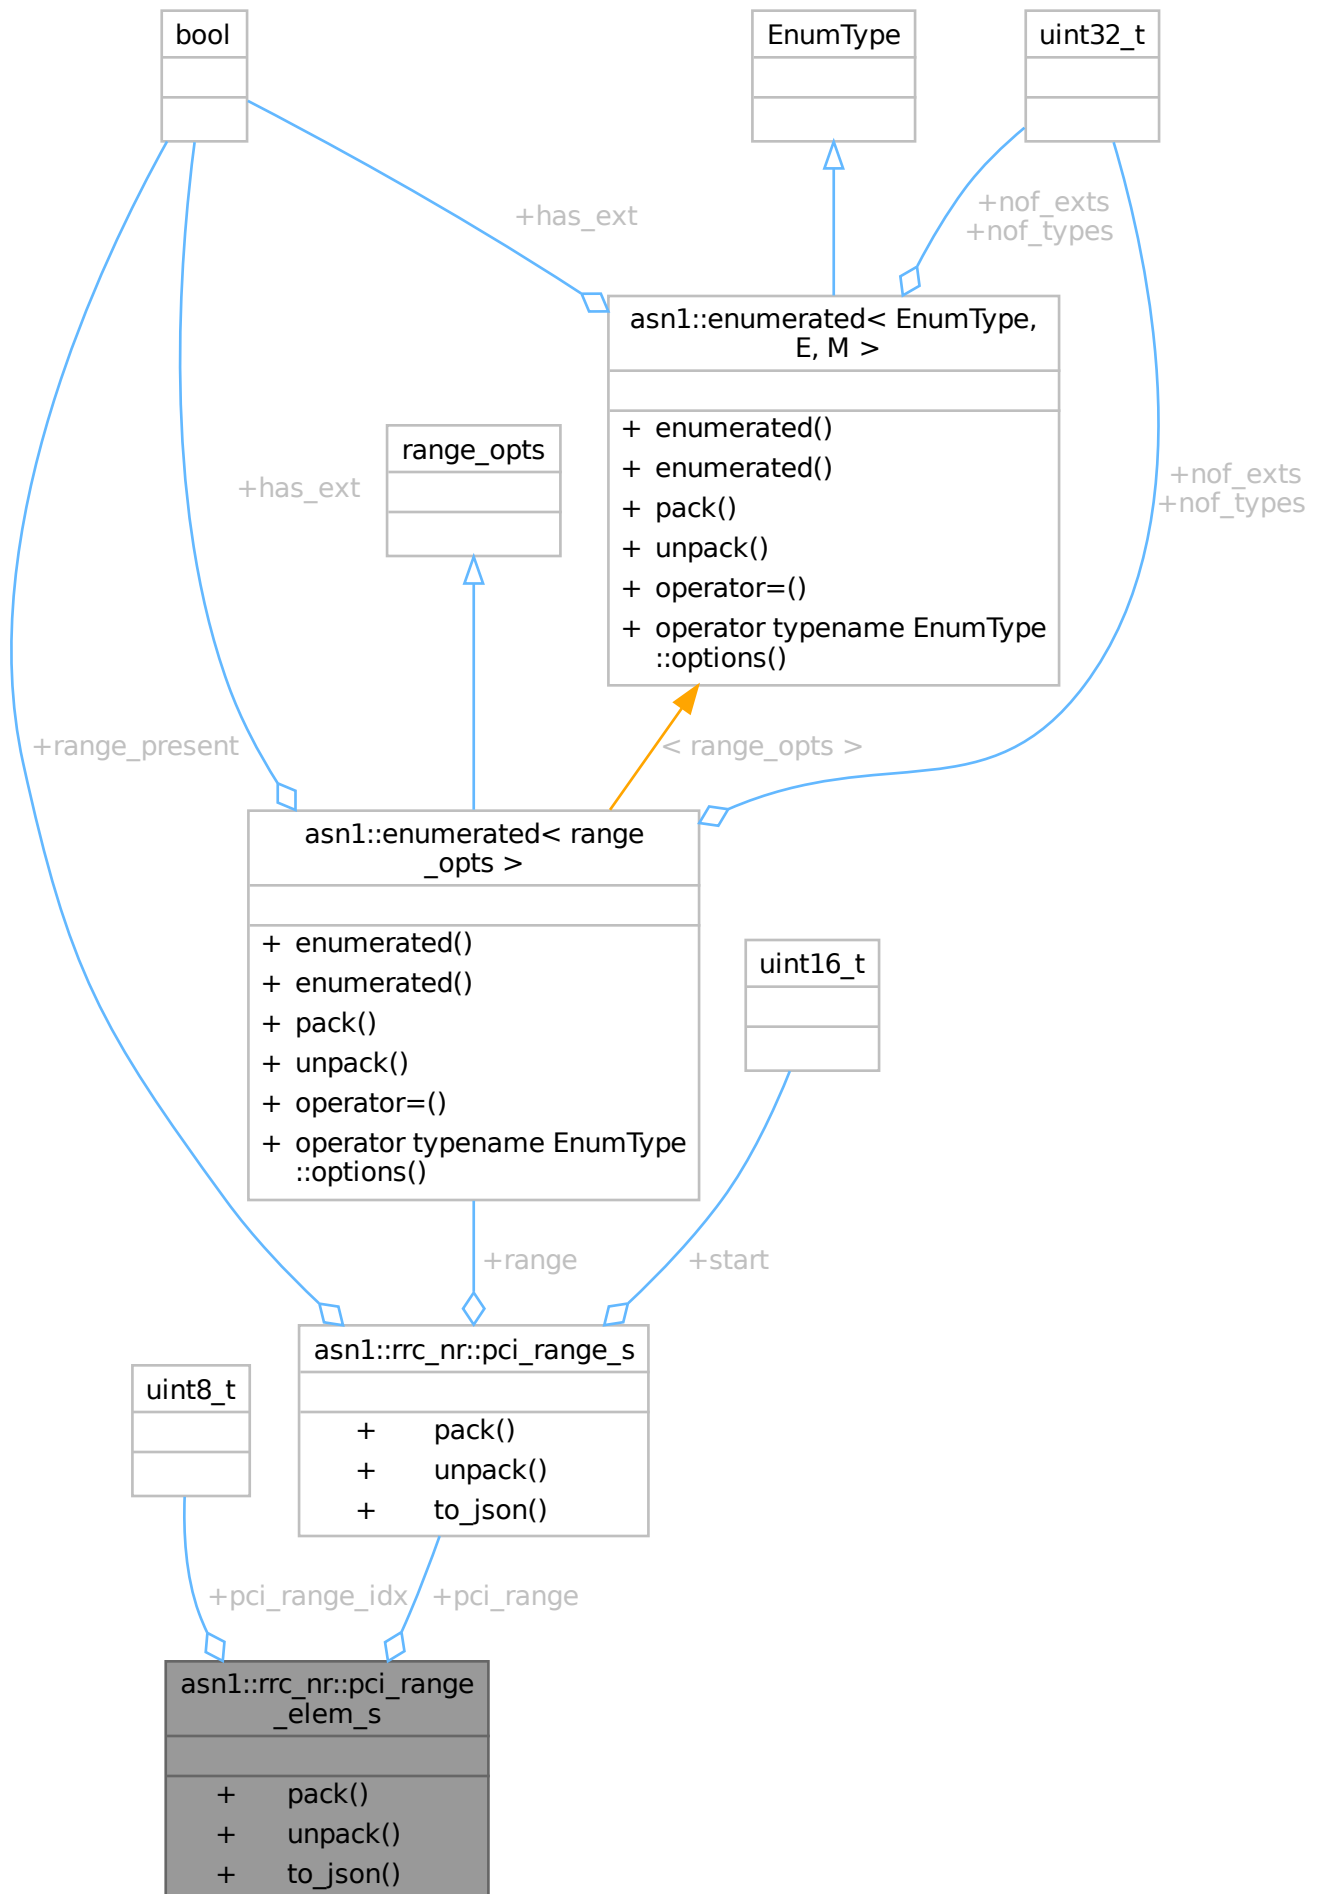 bool
EnumType
uint32_t
+has_ext
+nof_exts
+nof_types
asn1::enumerated< EnumType,
E, M >
+ enumerated()
+ enumerated()
+ pack()
+ unpack()
+ operator=()
+ operator typename EnumType
::options()
range_opts
+has_ext
+nof_exts
+nof_types
+range_present
< range_opts >
asn1::enumerated< range
_opts >
+ enumerated()
+ enumerated()
+ pack()
+ unpack()
+ operator=()
+ operator typename EnumType
::options()
uint16_t
+range
+start
asn1::rrc_nr::pci_range_s
+ pack()
+ unpack()
+ to_json()
uint8_t
+pci_range_idx
+pci_range
asn1::rrc_nr::pci_range
_elem_s
+ pack()
+ unpack()
+ to_json()